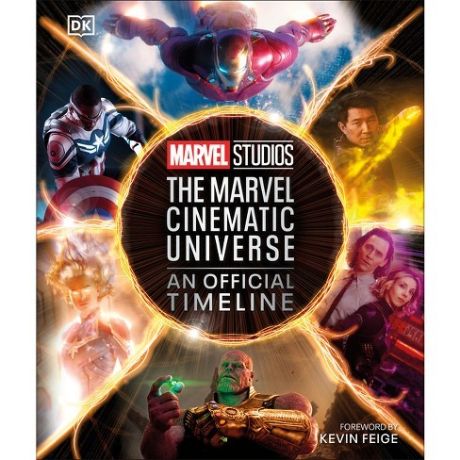 DK
MARVEL STUDIOS
THE MARVEL
CINEMATIC
UNIVERSE
AN OFFICIAL
TIMELINE
FOREWORD BY
KEVIN FEIGE